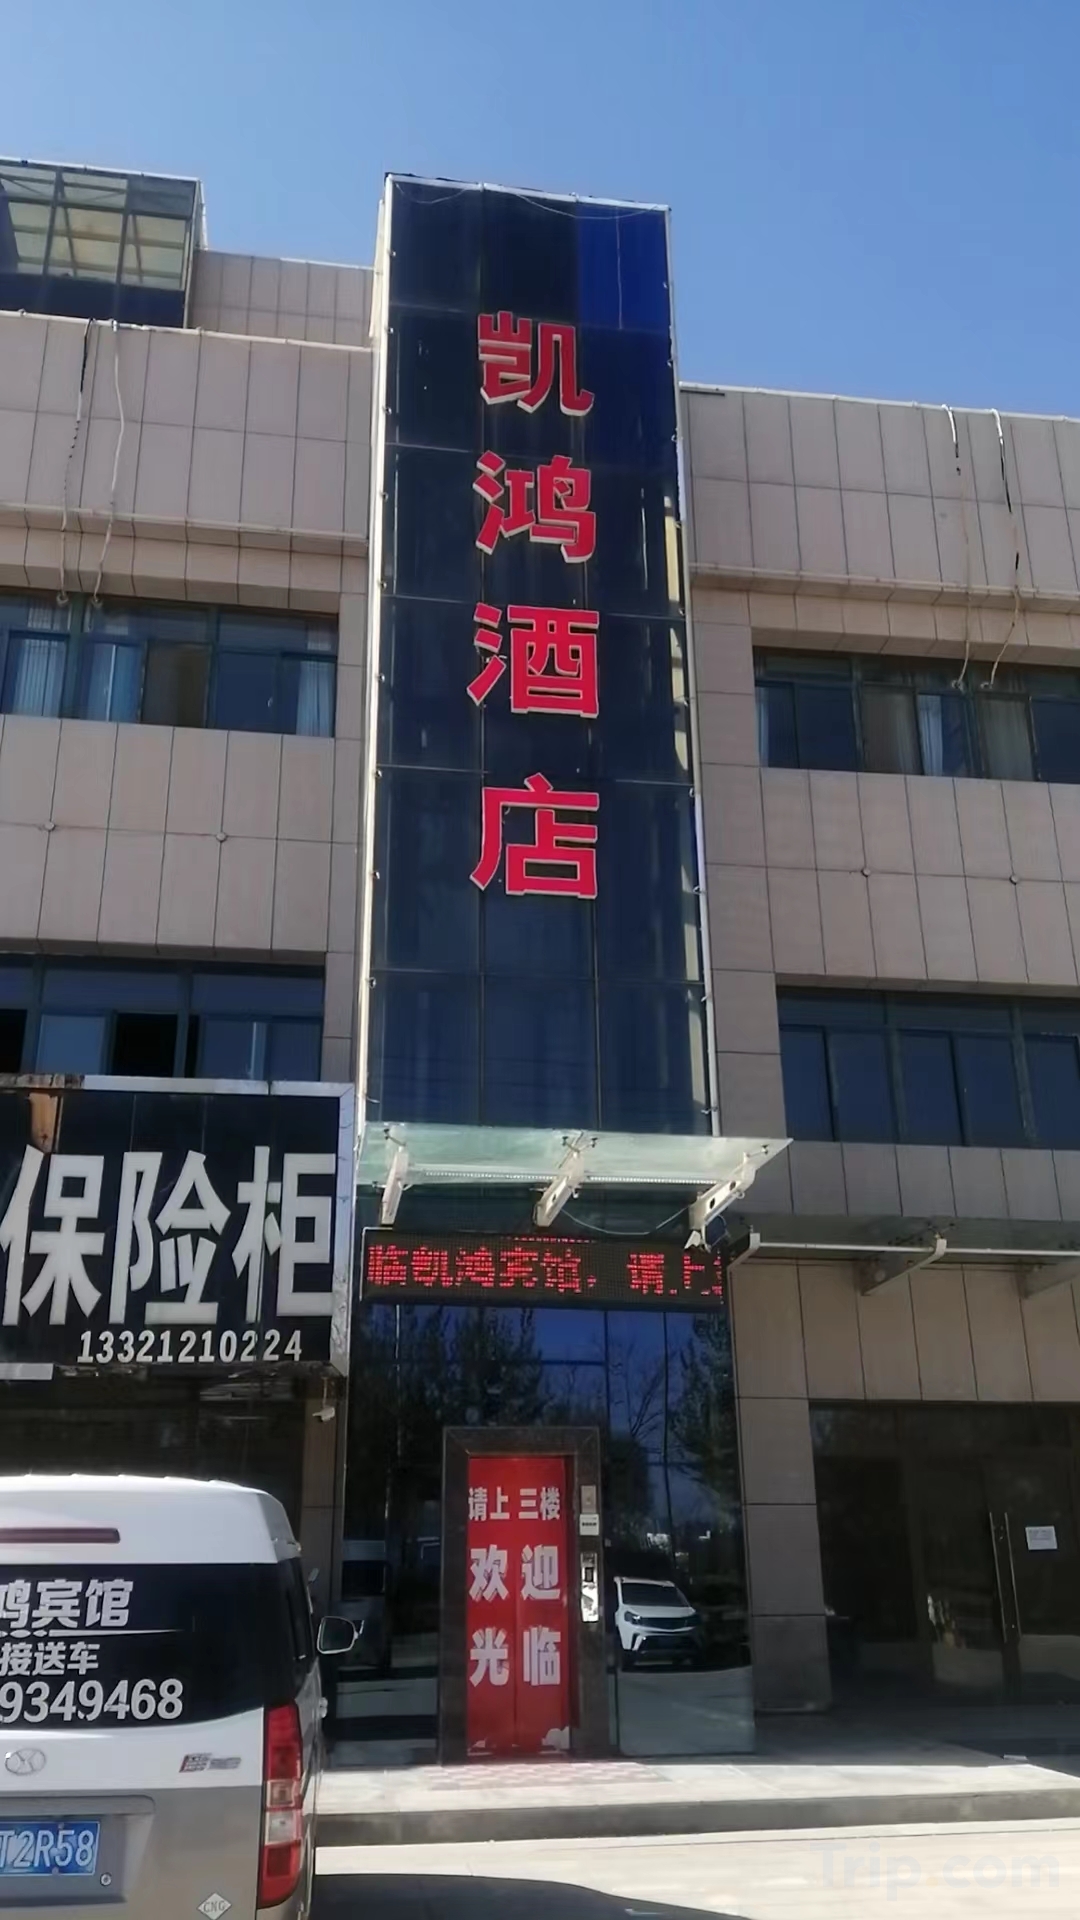 凯鸿酒店
保险柜
13321210224
临凯鸿宾馆，请上
请上三楼
欢迎
光临
鸿宾馆
接送车
9349468
T2R58
CNG
Trip.com